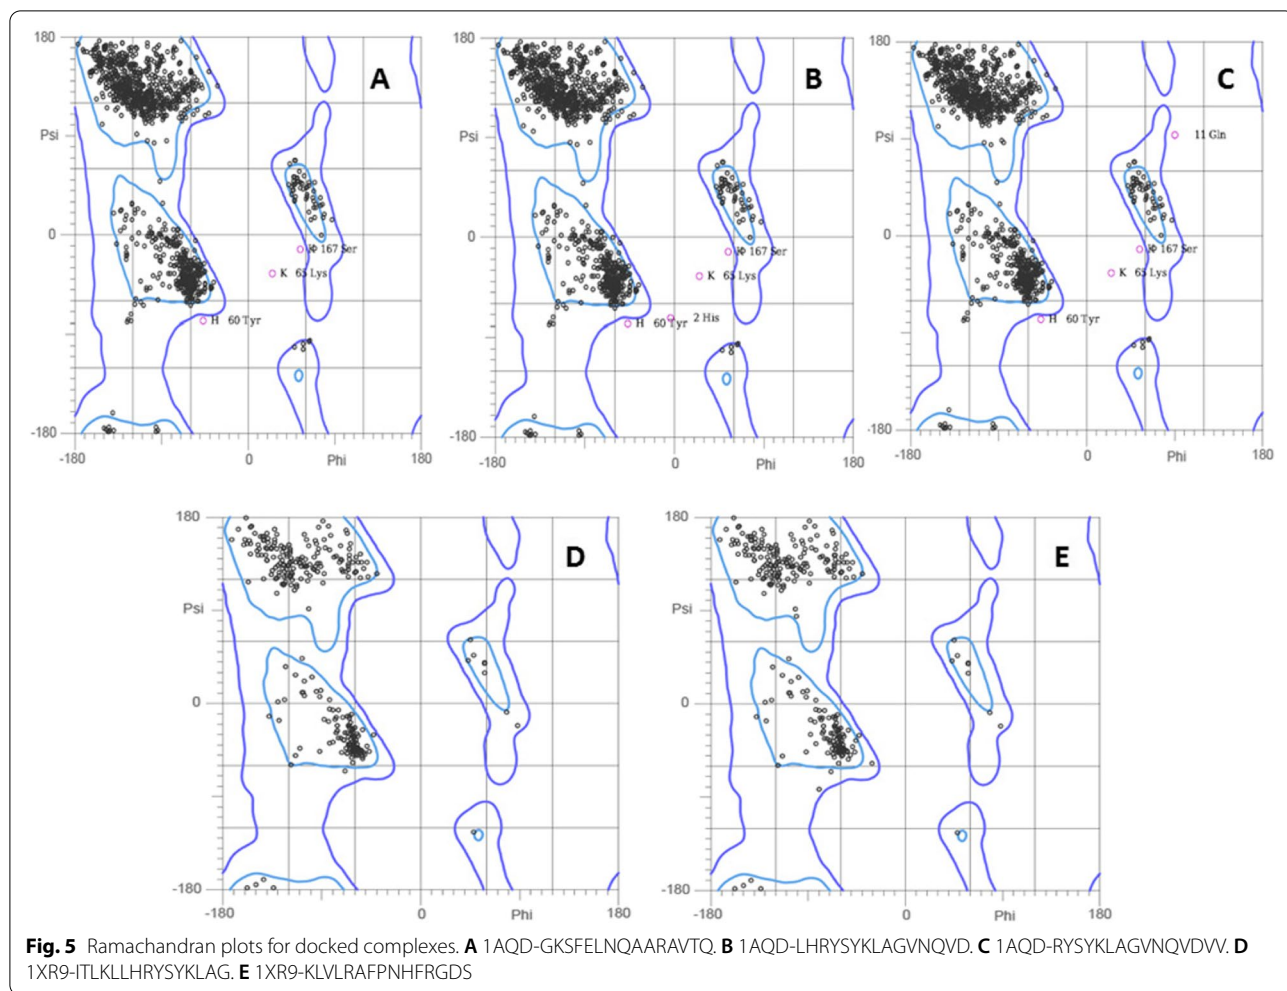 180
A
Psi
0
K 167 Ser
K 65 Lys
H 60 Tyr
-180
-180
0
Phi
180
180
B
Psi
0
K 167 Ser
K 65 Lys
H 60 Tyr
2 His
-180
-180
0
Phi
180
180
C
11 Gln
Psi
0
K 167 Ser
K 65 Lys
H 60 Tyr
-180
-180
0
Phi
180
180
D
Psi
0
-180
-180
0
Phi
180
180
E
Psi
0
-180
-180
0
Phi
180
Fig. 5 Ramachandran plots for docked complexes. A 1AQD-GKSFELNQAARAVTQ. B 1AQD-LHRYSYKLAGVNQVD. C 1AQD-RYSYKLAGVNQVDVV. D
1XR9-ITLKLLHRYSYKLAG. E 1XR9-KLVLRAFPNHFRGDS